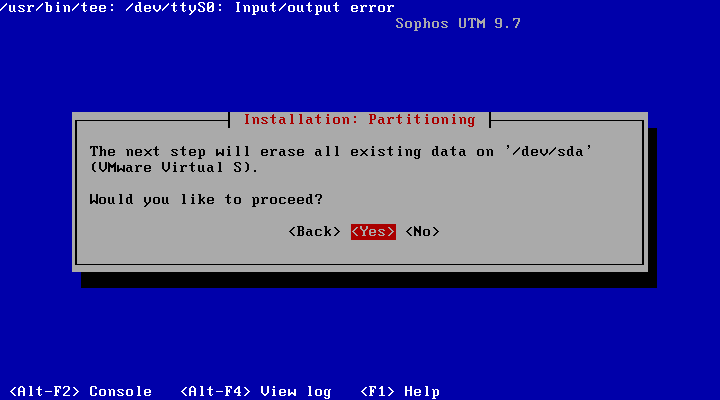 /usr/bin/tee: /dev/ttyS0: Input/output error
Sophos UTM 9.7
Installation: Partitioning
The next step will erase all existing data on '/dev/sda'
(VMware Virtual S).
Would you like to proceed?
<Back> <Yes> <No>
<Alt-F2> Console <Alt-F4> View log <F1> Help